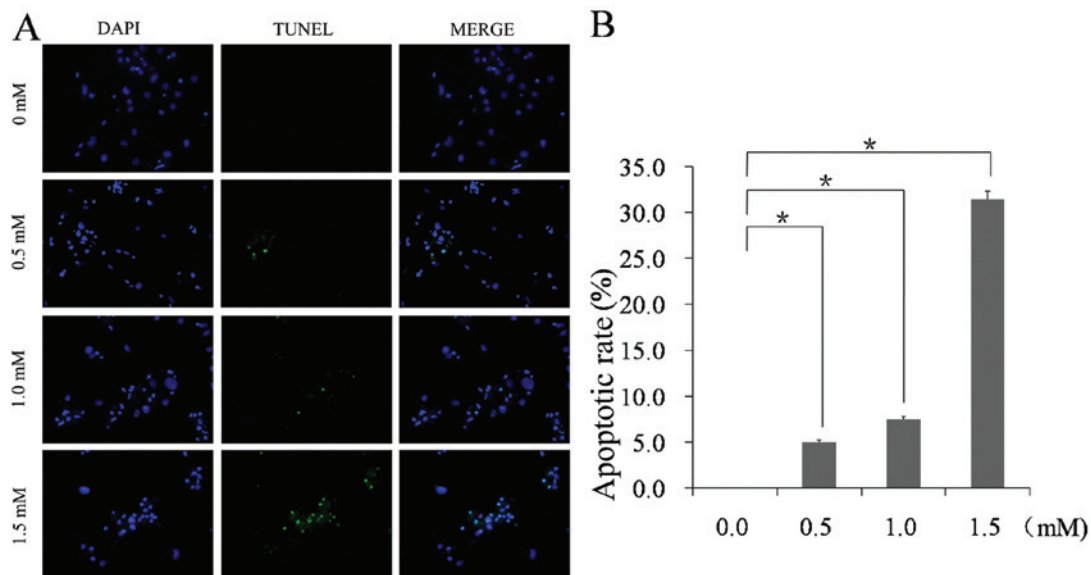 A
DAPI
TUNEL
MERGE
0 mM
0.5 mM
1.0 mM
1.5 mM
B
Apoptotic rate (%)
35.0
30.0
25.0
30.0
15.0
10.0
5.0
0.0
*
*
*
0.0 0.5 1.0 1.5 (mM)